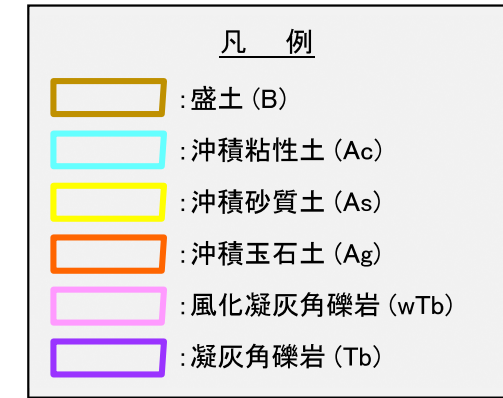 凡　例
:盛土(B)
:沖積粘性土(Ac)
:沖積砂質土(As)
:沖積玉石土(Ag)
:風化凝灰角礫岩(wTb)
:凝灰角礫岩(Tb)